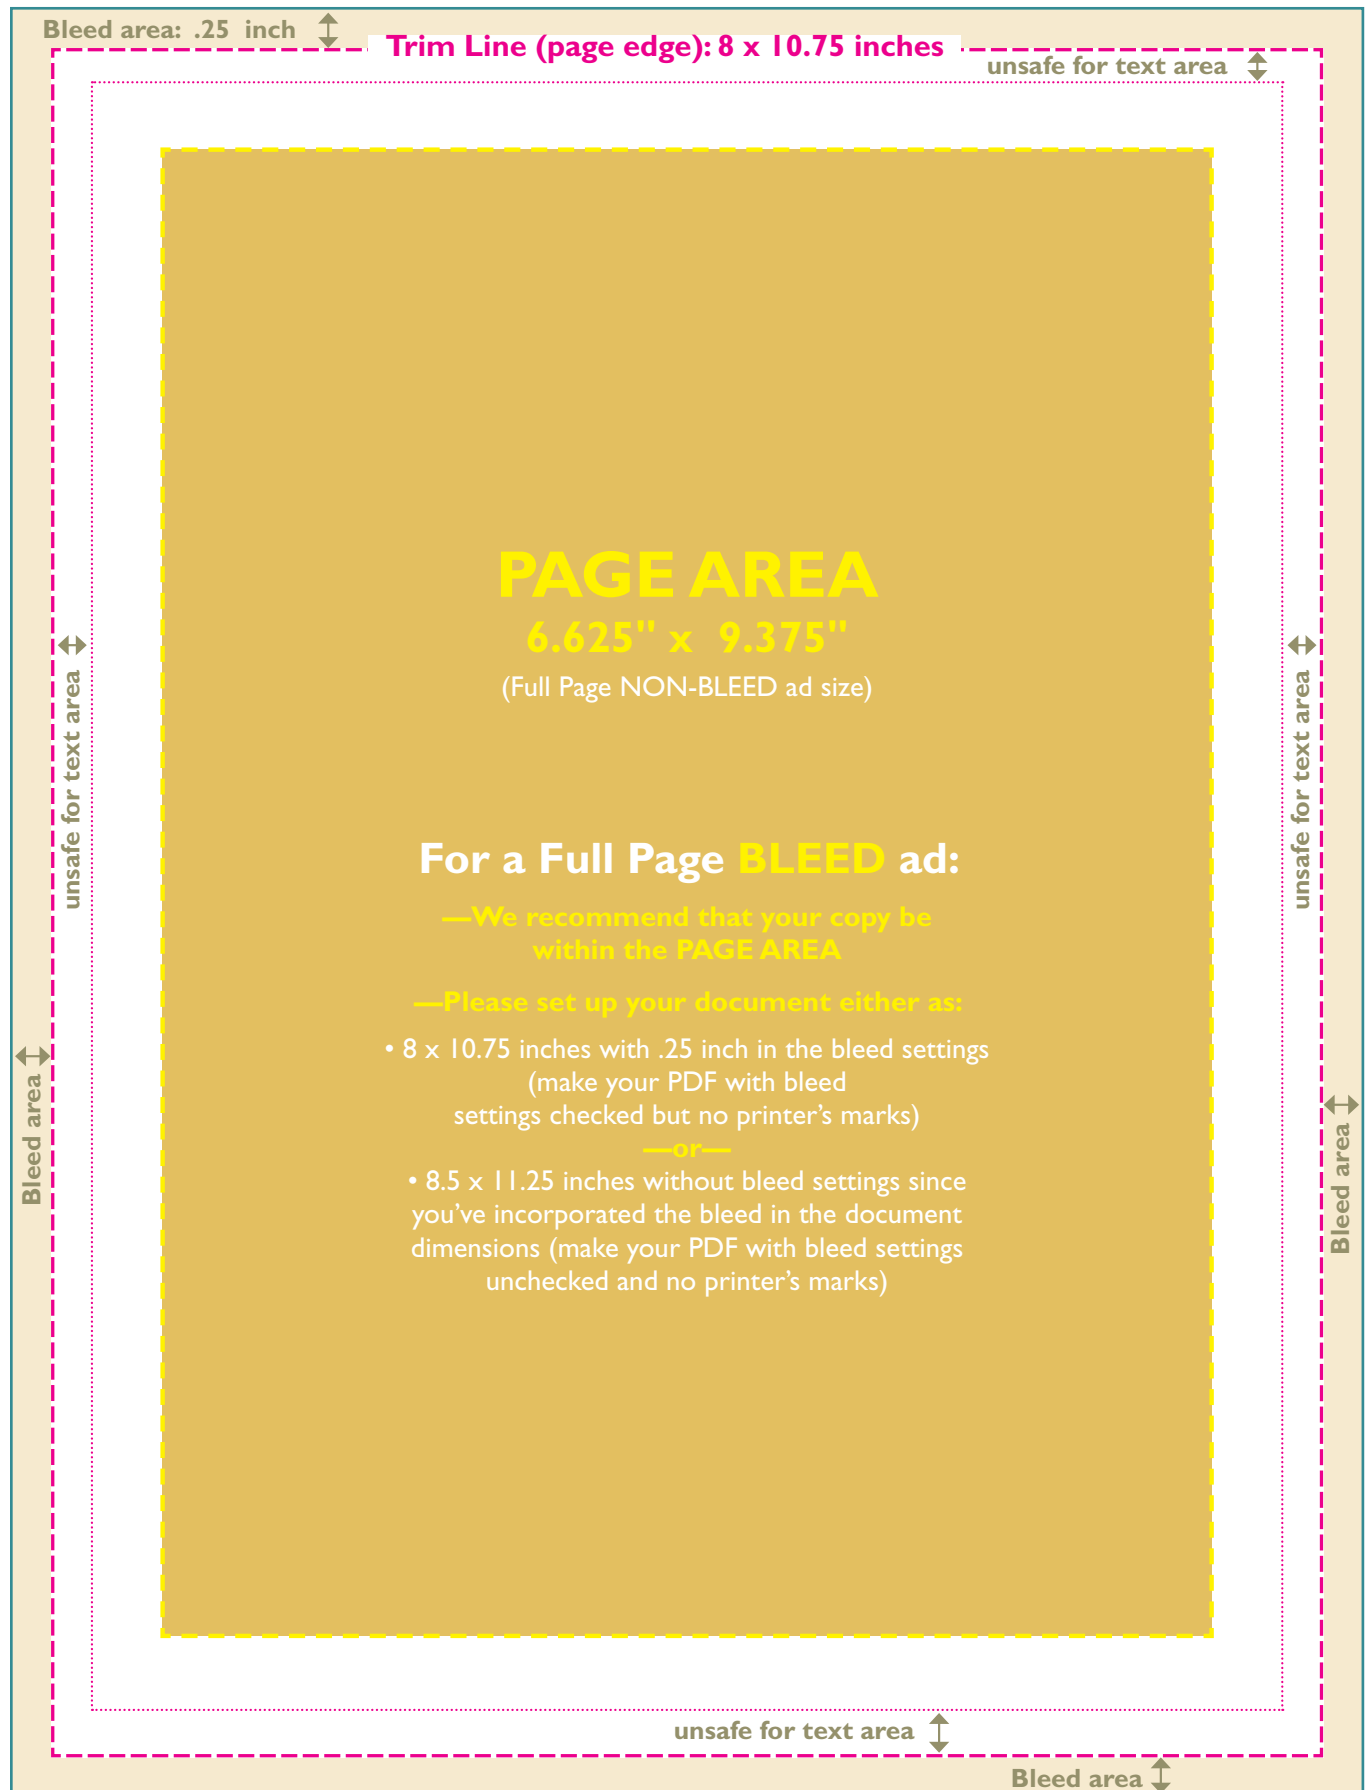 Bleed area: .25 inch
Trim Line (page edge): 8 x 10.75 inches
unsafe for text area
PAGE AREA
6.625" x 9.375"
(Full Page NON-BLEED ad size)
unsafe for text area
unsafe for text area
For a Full Page BLEED ad:
—We recommend that your copy be
within the PAGE AREA
—Please set up your document either as:
• 8 x 10.75 inches with .25 inch in the bleed settings
(make your PDF with bleed
settings checked but no printer’s marks)
—or—
• 8.5 x 11.25 inches without bleed settings since
you’ve incorporated the bleed in the document
dimensions (make your PDF with bleed settings
unchecked and no printer’s marks)
Bleed area
Bleed area
unsafe for text area
Bleed area